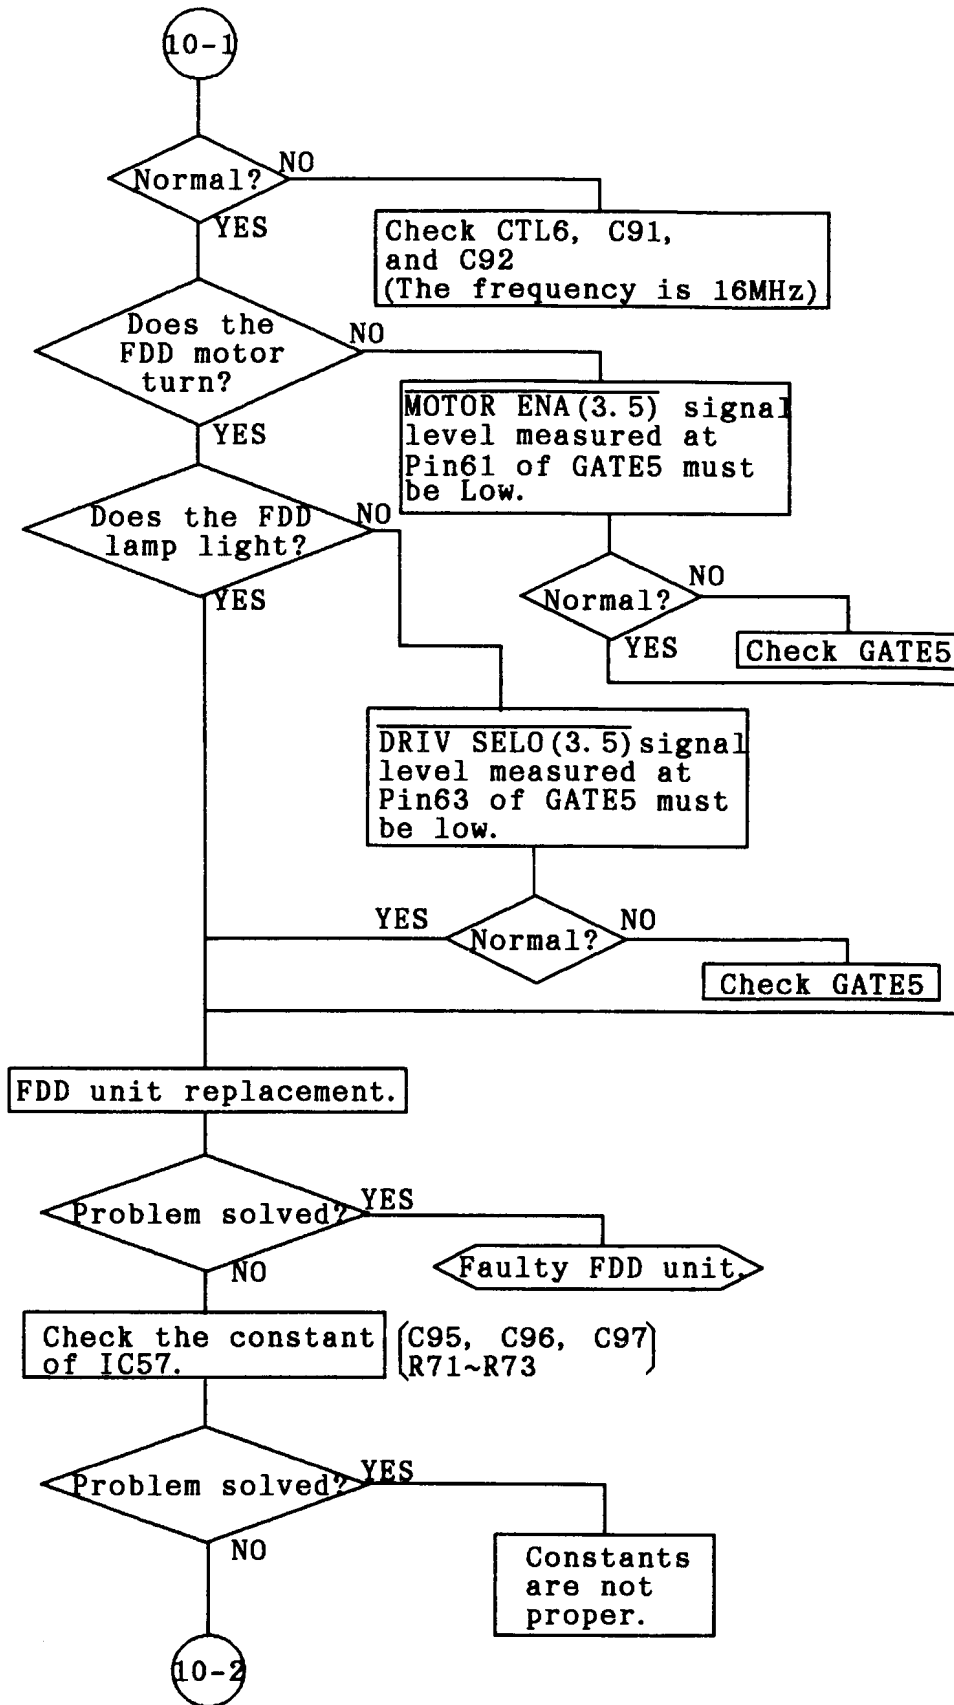 10-1
Normal?
NO
YES
Check CTL6, C91,
and C92
(The frequency is 16MHz)
Does the
FDD motor
turn?
NO
YES
MOTOR ENA(3.5) signal
level measured at
Pin61 of GATE5 must
be Low.
Does the FDD
lamp light?
NO
YES
Normal?
NO
YES
Check GATE5
DRIV SELO(3.5)signal
level measured at
Pin63 of GATE5 must
be low.
YES
Normal?
NO
Check GATE5
FDD unit replacement.
Problem solved?
YES
NO
Faulty FDD unit.
Check the constant
of IC57.
(C95, C96, C97
R71~R73)
Problem solved?
YES
NO
Constants
are not
proper.
10-2